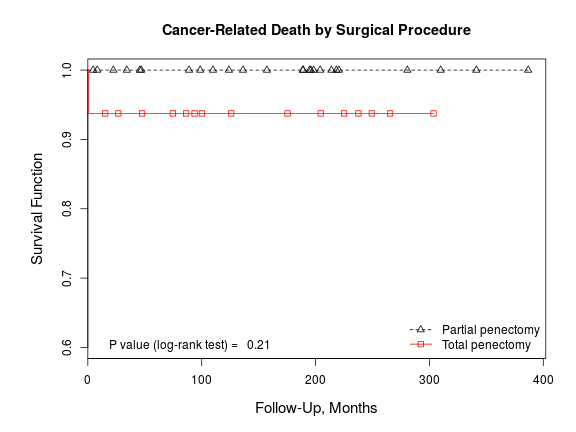 Cancer-Related Death by Surgical Procedure
Survival Function
1.0
0.9
0.8
0.7
0.6
Partial penectomy
Total penectomy
P value (log-rank test) = 0.21
0 100 200 300 400
Follow-Up, Months